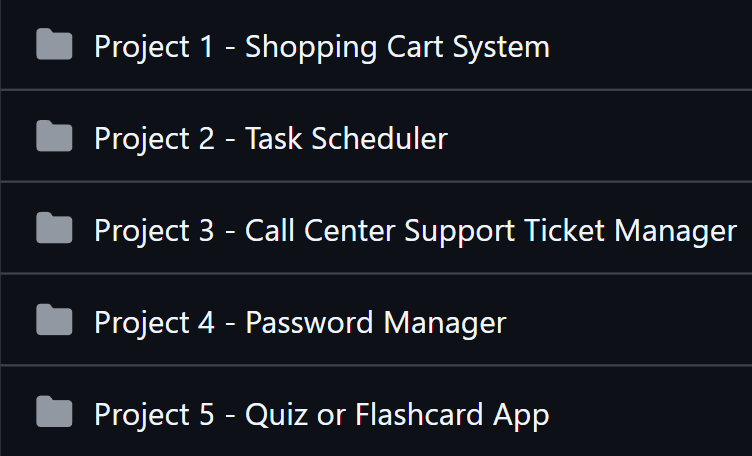 Project 1 - Shopping Cart System
Project 2 - Task Scheduler
Project 3 - Call Center Support Ticket Manager
Project 4 - Password Manager
Project 5 - Quiz or Flashcard App